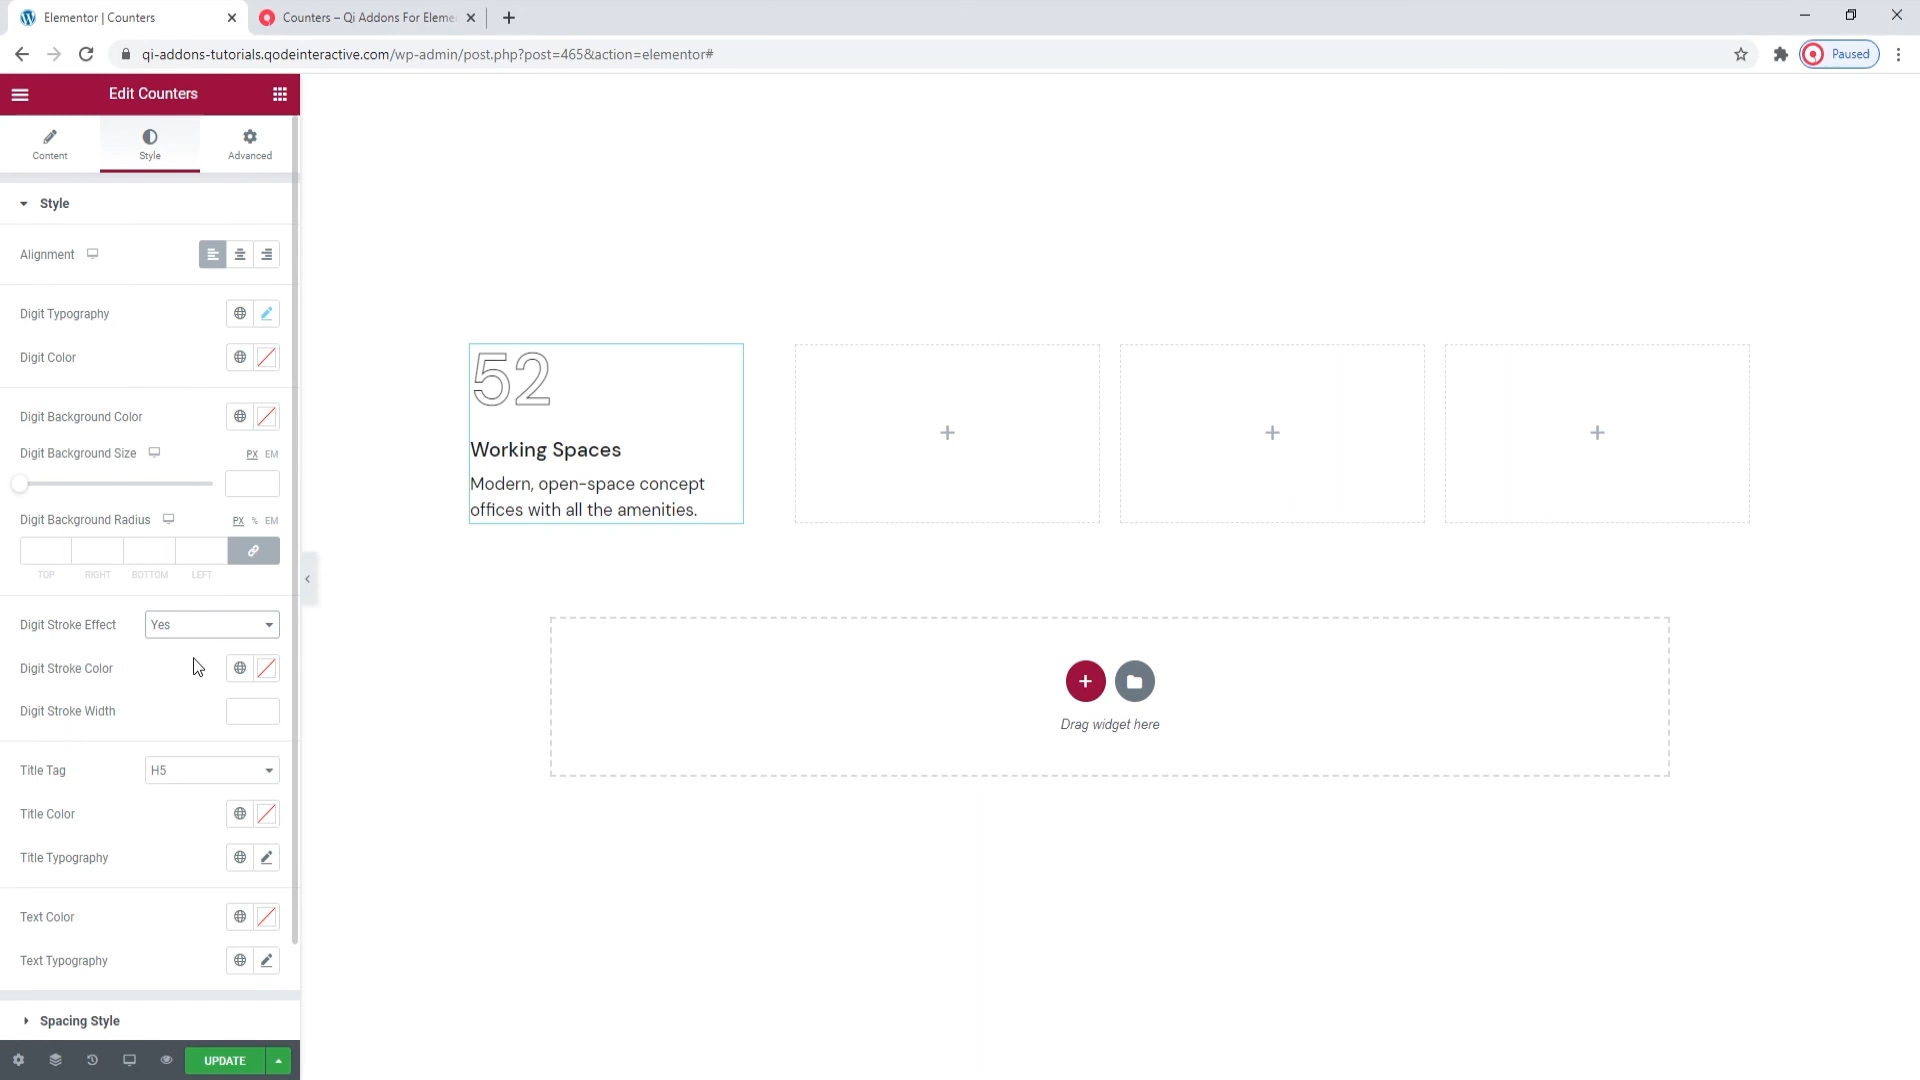 Elementor | Counters
Counters – Qi Addons For Eleme
qi-addons-tutorials.qodeinteractive.com/wp-admin/post.php?post=465&action=elementor#
Paused
Edit Counters
Content
Style
Advanced
Style
Alignment
Digit Typography
Digit Color
Digit Background Color
Digit Background Size
PX EM
Digit Background Radius
PX % EM
TOP RIGHT BOTTOM LEFT
Digit Stroke Effect
Yes
Digit Stroke Color
Digit Stroke Width
Title Tag
H5
Title Color
Title Typography
Text Color
Text Typography
Spacing Style
UPDATE
52
Working Spaces
Modern, open-space concept
offices with all the amenities.
Drag widget here